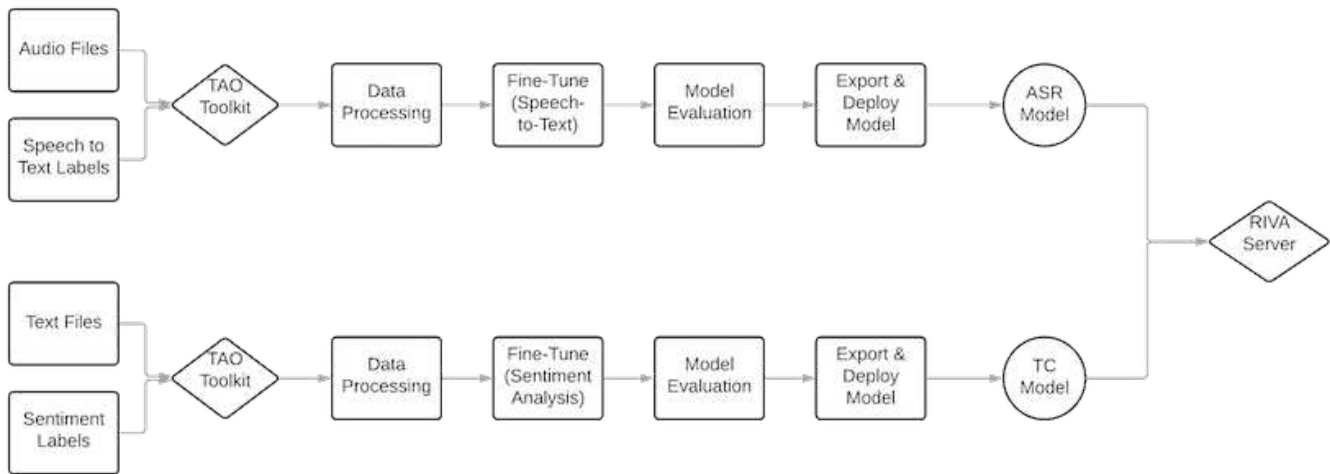 Audio Files
Speech to
Text Labels
TAO
Toolkit
Data
Processing
Fine-Tune
(Speech-
to-Text)
Model
Evaluation
Export &
Deploy
Model
ASR
Model
RIVA
Server
Text Files
Sentiment
Labels
TAO
Toolkit
Data
Processing
Fine-Tune
(Sentiment
Analysis)
Model
Evaluation
Export &
Deploy
Model
TC
Model